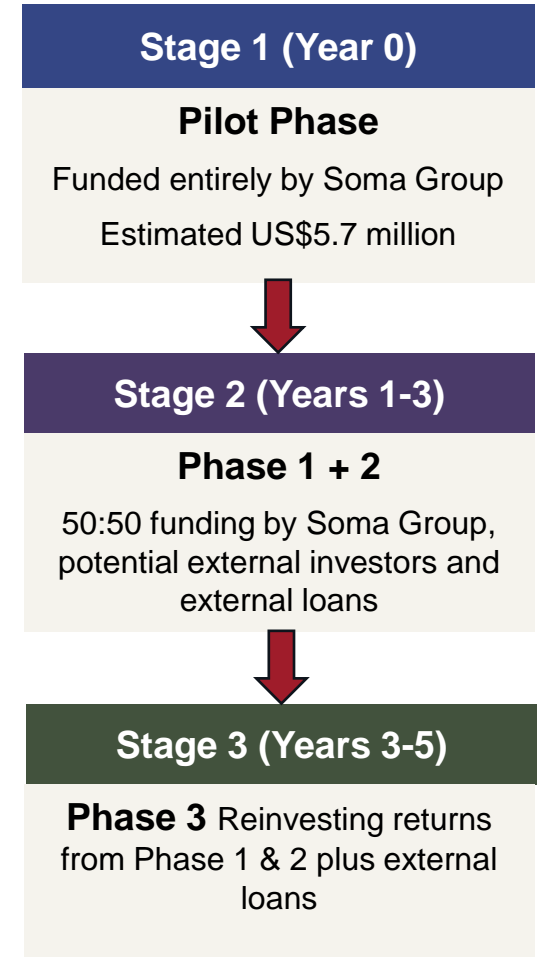 Stage 1 (Year 0)
Pilot Phase
Funded entirely by Soma Group
Estimated US$5.7 million
Stage 2 (Years 1-3)
Phase 1 + 2
50:50 funding by Soma Group,
potential external investors and
external loans
Stage 3 (Years 3-5)
Phase 3 Reinvesting returns
from Phase 1 & 2 plus external
loans